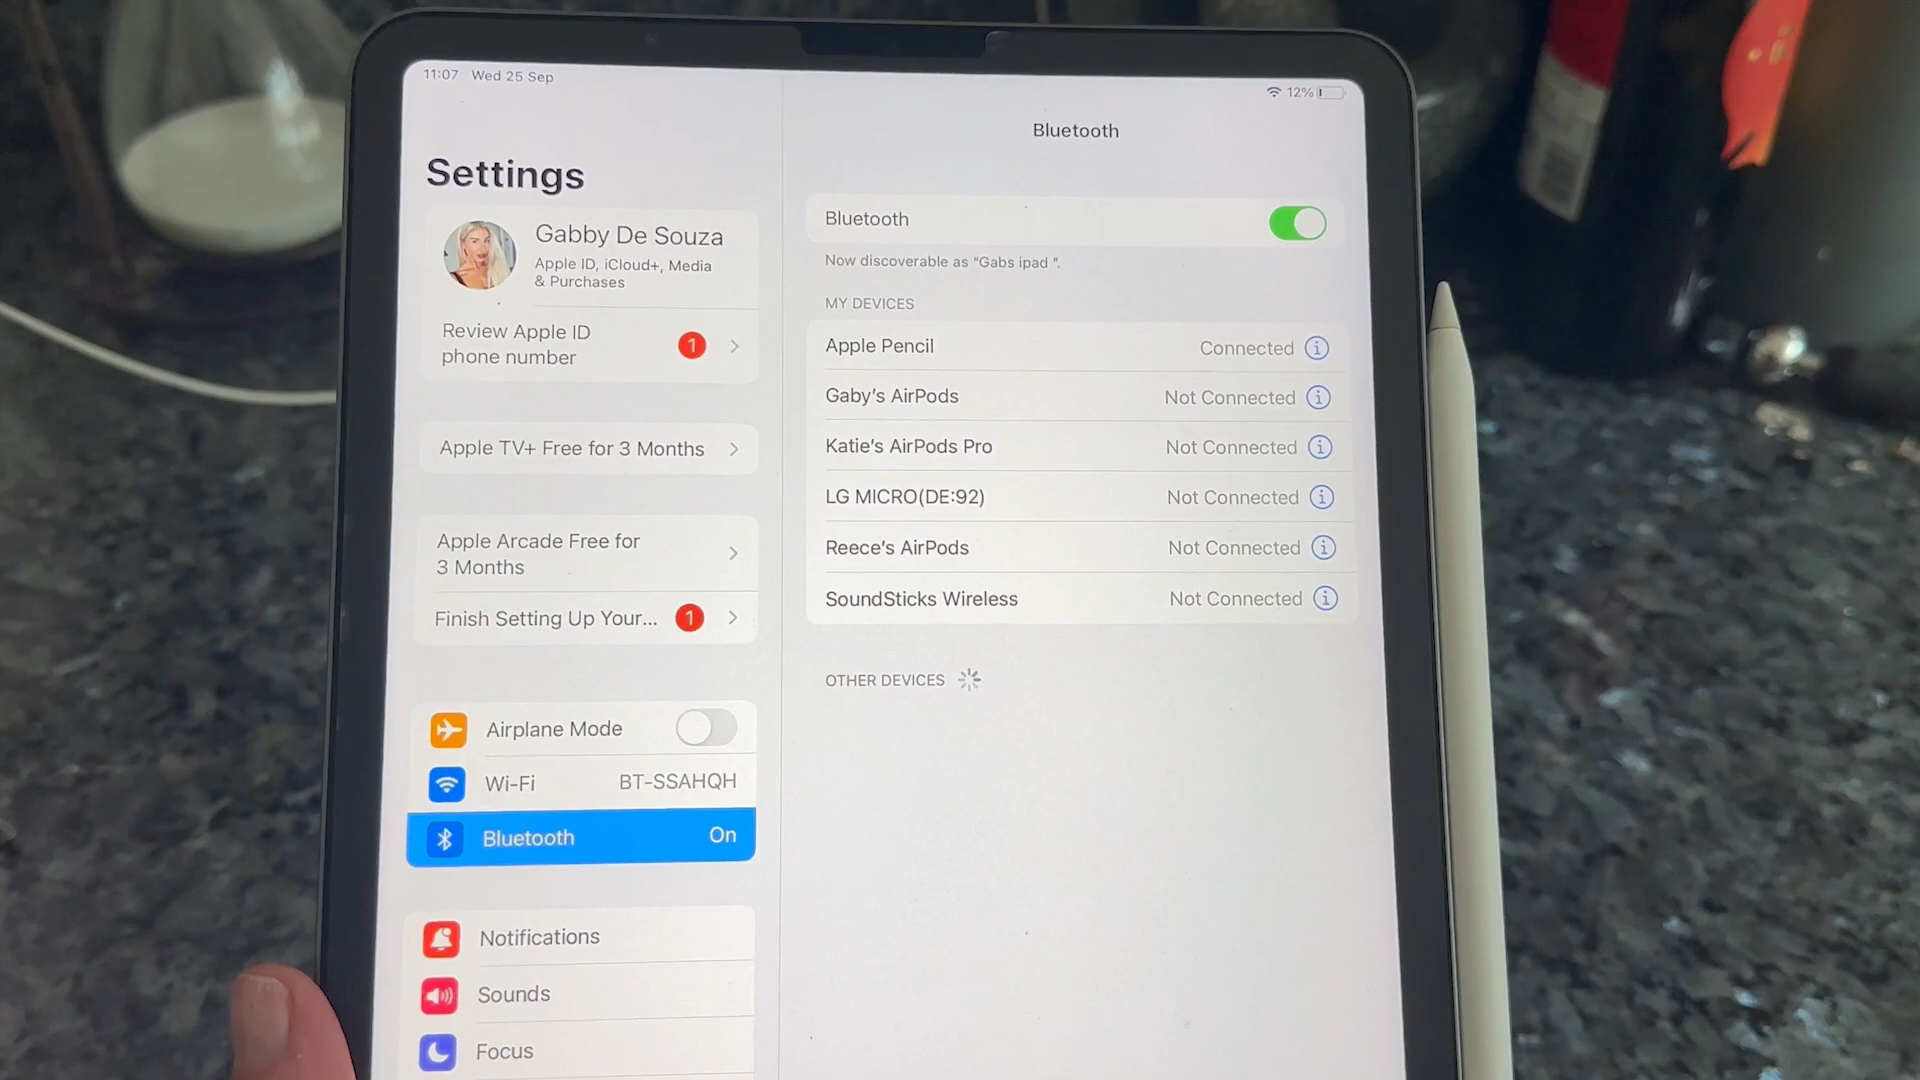 11:07 Wed 25 Sep
12%
Settings
Gabby De Souza
Apple ID, iCloud+, Media
& Purchases
Review Apple ID
phone number
1
Apple TV+ Free for 3 Months
Apple Arcade Free for
3 Months
Finish Setting Up Your...
1
Airplane Mode
Wi-Fi BT-SSAHQH
Bluetooth On
Notifications
Sounds
Focus
Bluetooth
Bluetooth
Now discoverable as “Gabs ipad ”.
MY DEVICES
Apple Pencil Connected
Gaby’s AirPods Not Connected
Katie’s AirPods Pro Not Connected
LG MICRO(DE:92) Not Connected
Reece’s AirPods Not Connected
SoundSticks Wireless Not Connected
OTHER DEVICES